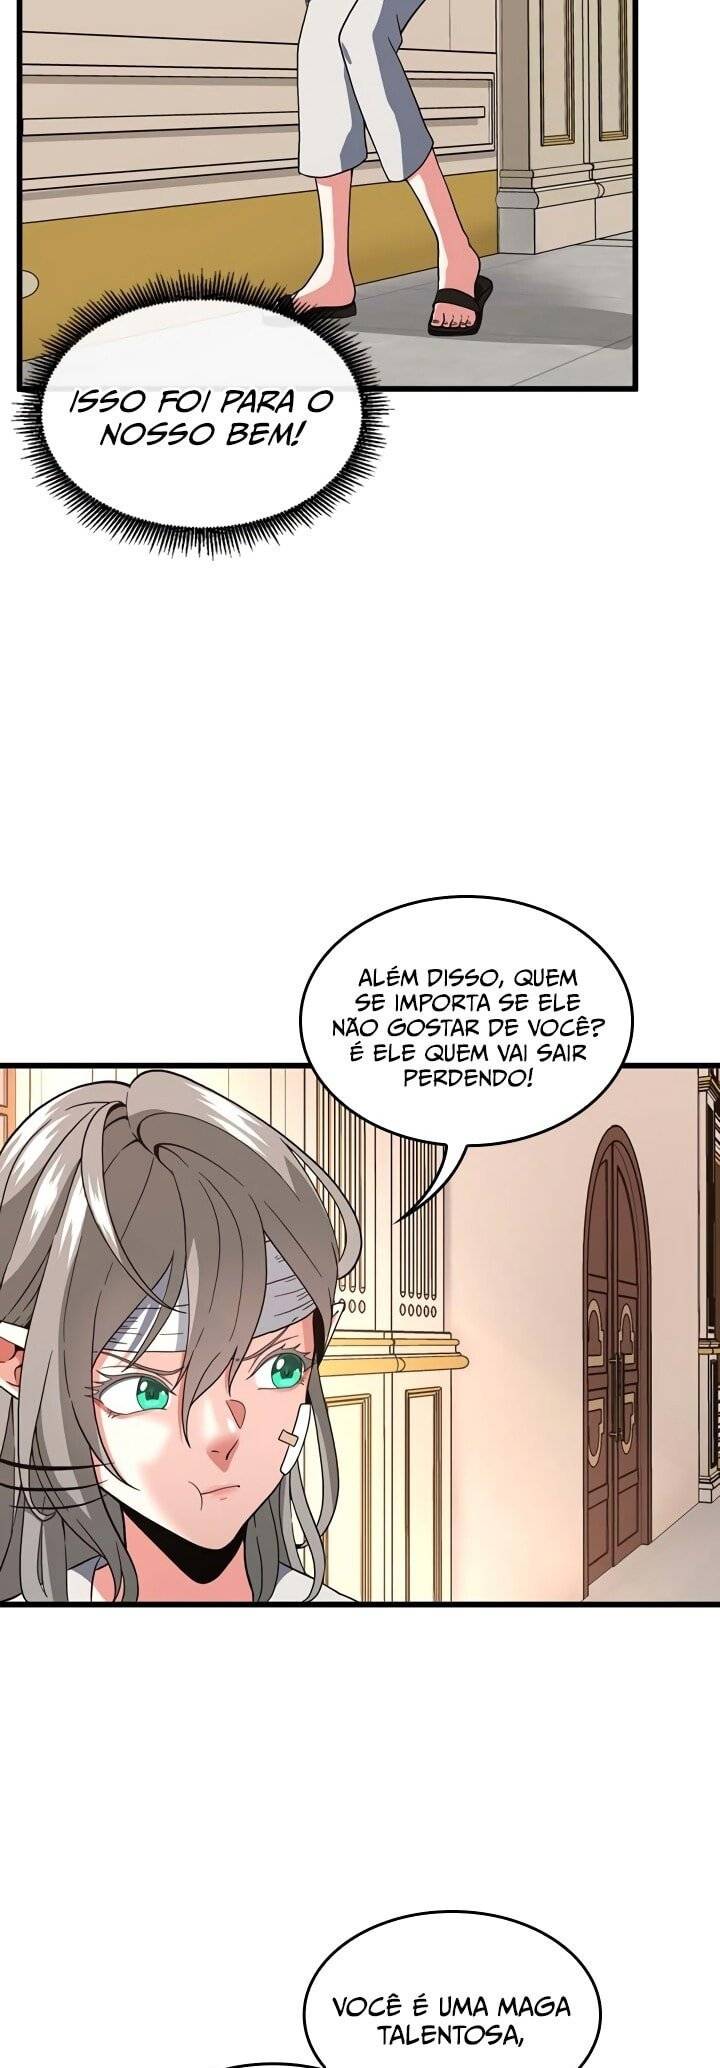 ISSO FOI PARA O
NOSSO BEM!
ALÉM DISSO, QUEM
SE IMPORTA SE ELE
NÃO GOSTAR DE VOCÊ?
É ELE QUEM VAI SAIR
PERDENDO!
VOCÊ É UMA MAGA
TALENTOSA,